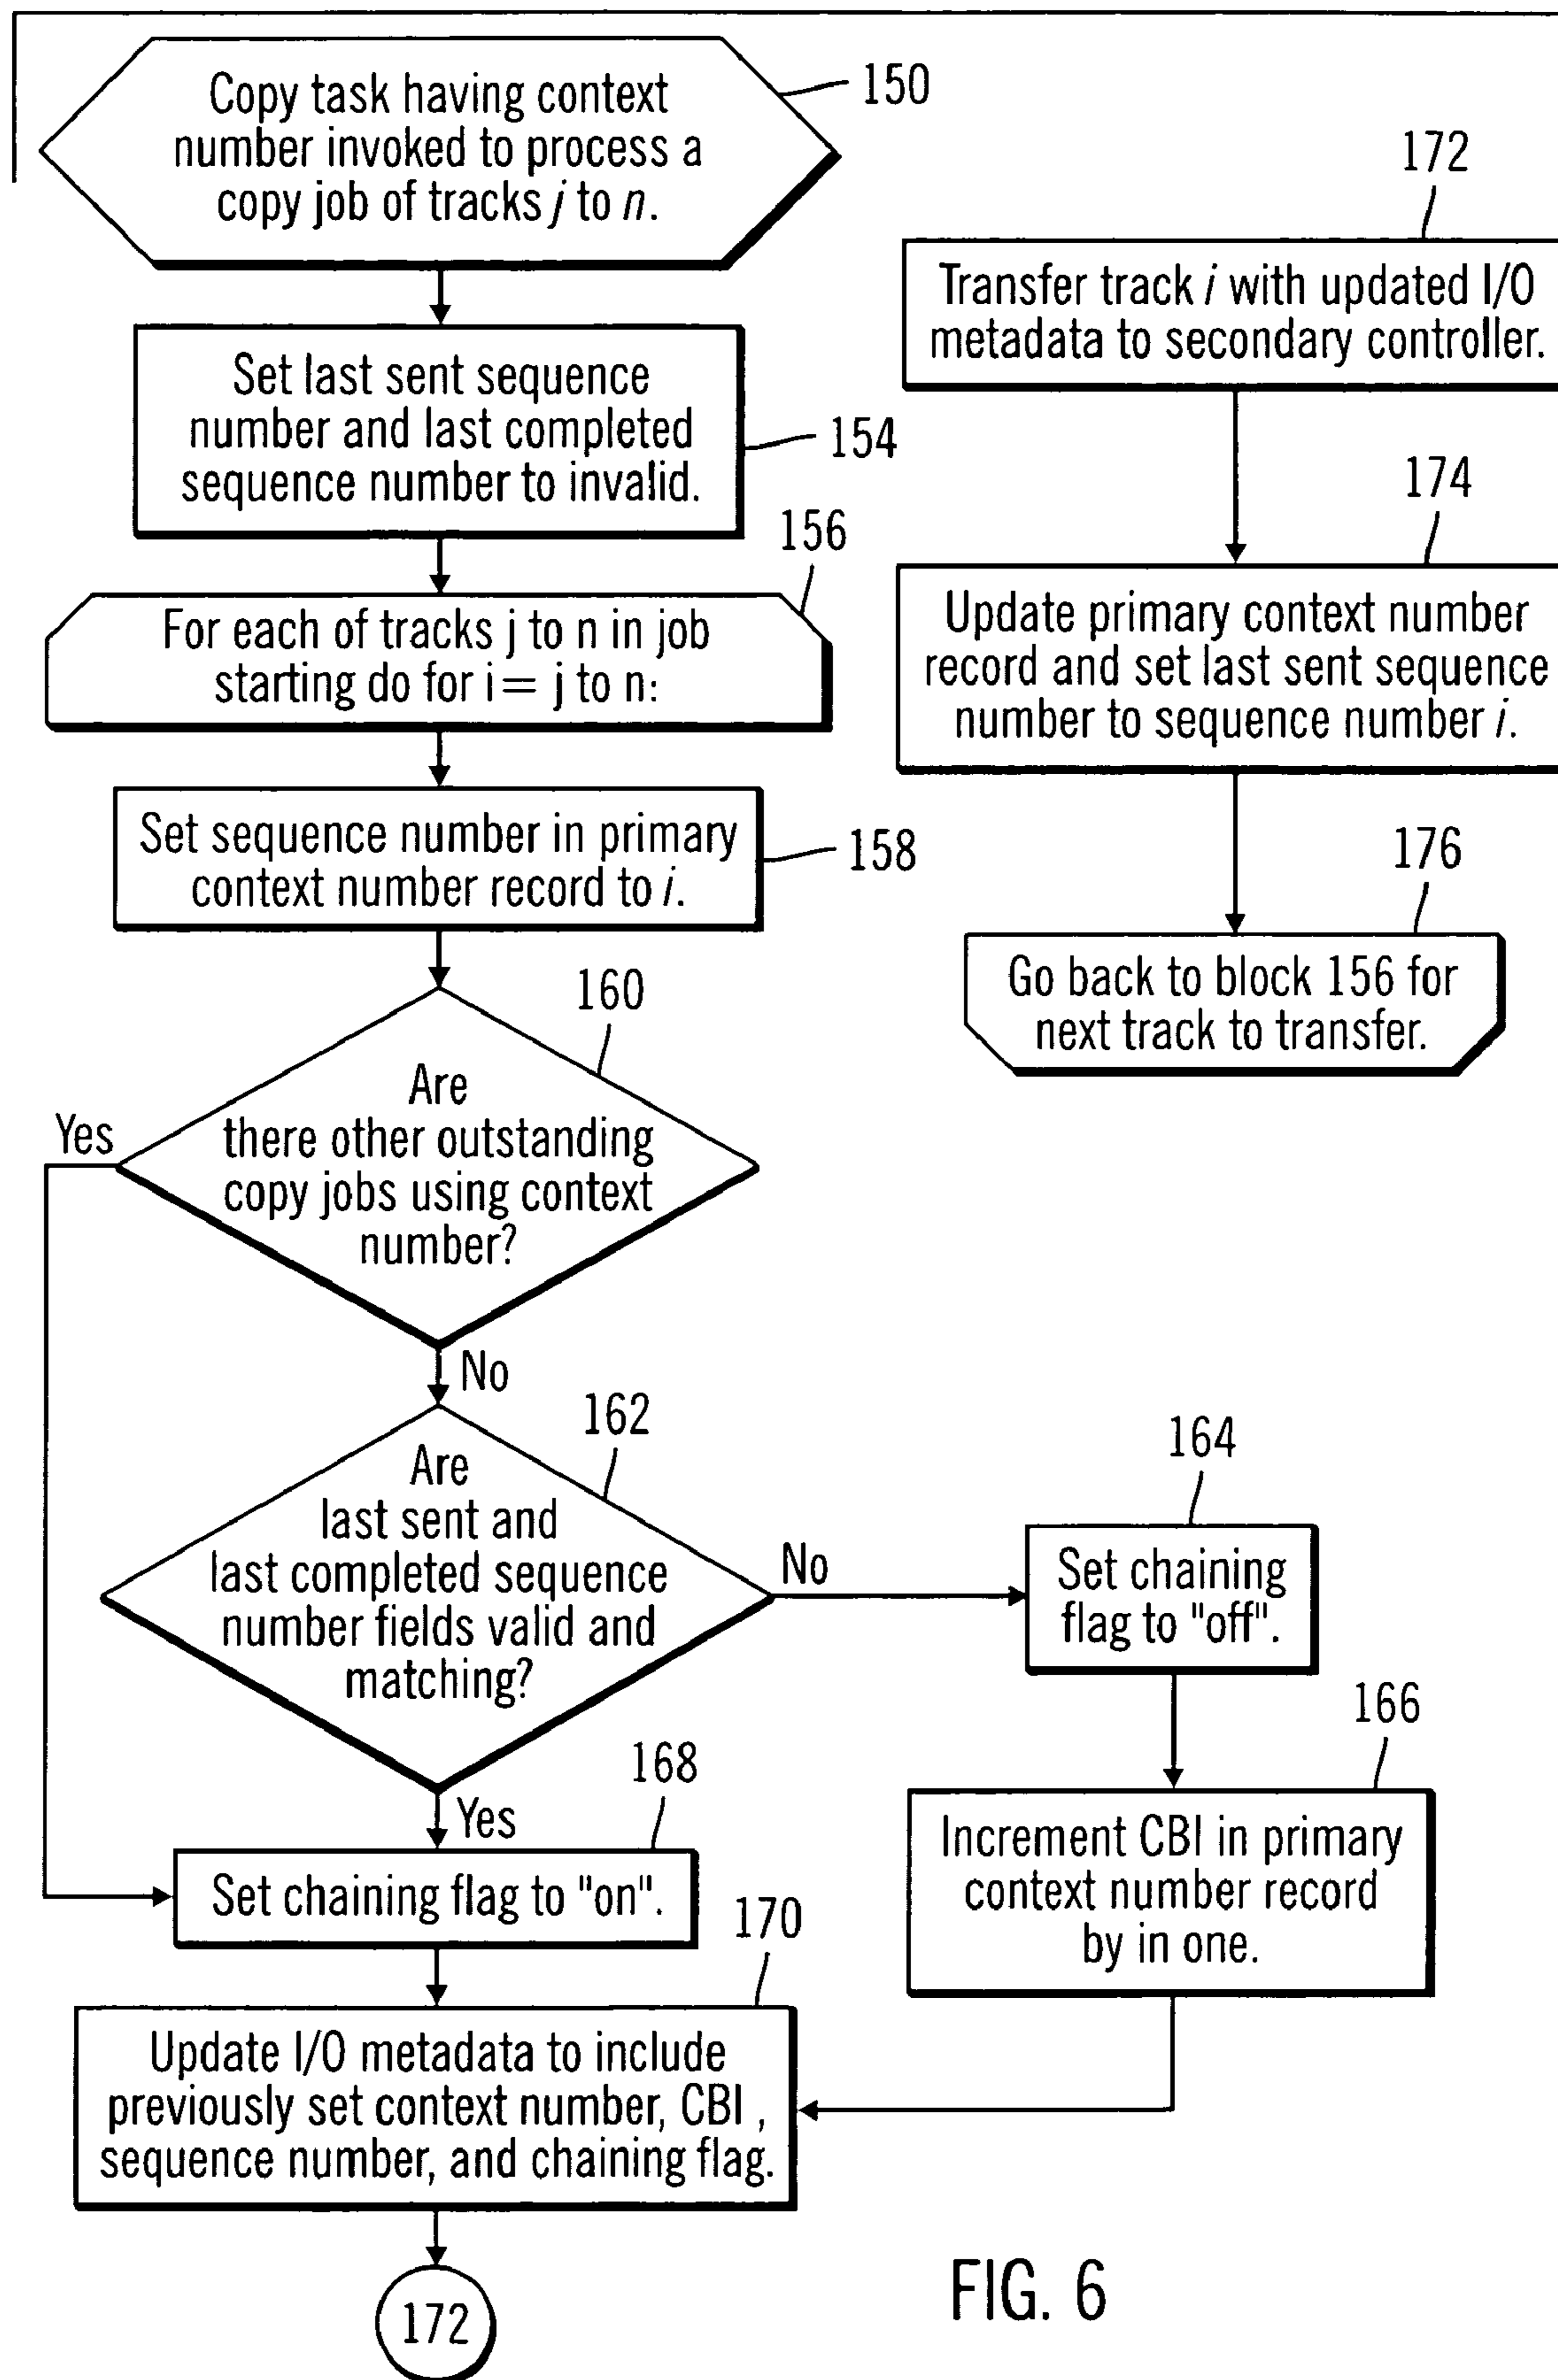 Copy task having context
number invoked to process a
copy job of tracks j to n.
150
Set last sent sequence
number and last completed
sequence number to invalid.
154
156
For each of tracks j to n in job
starting do for i = j to n:
Set sequence number in primary
context number record to i.
158
160
Are
there other outstanding
copy jobs using context
number?
Yes
No
162
Are
last sent and
last completed sequence
number fields valid and
matching?
No
Yes
164
Set chaining
flag to "off".
166
Increment CBI in primary
context number record
by in one.
168
Set chaining flag to "on".
170
Update I/O metadata to include
previously set context number, CBI ,
sequence number, and chaining flag.
172
172
Transfer track i with updated I/O
metadata to secondary controller.
174
Update primary context number
record and set last sent sequence
number to sequence number i.
176
Go back to block 156 for
next track to transfer.
FIG. 6